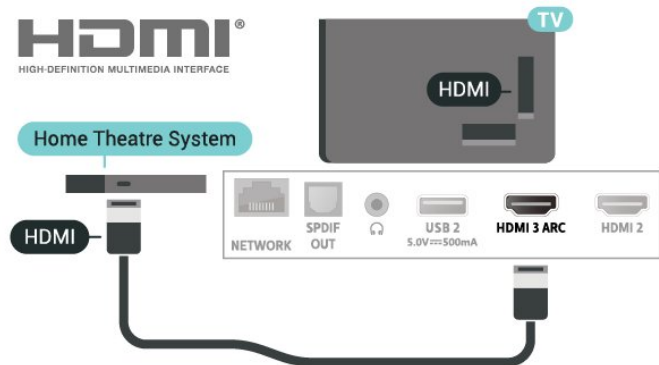 HDMI®
HIGH-DEFINITION MULTIMEDIA INTERFACE
TV
HDMI
Home Theatre System
HDMI
NETWORK
SPDIF
OUT
USB 2
5.0V⎓500mA
HDMI 3 ARC
HDMI 2